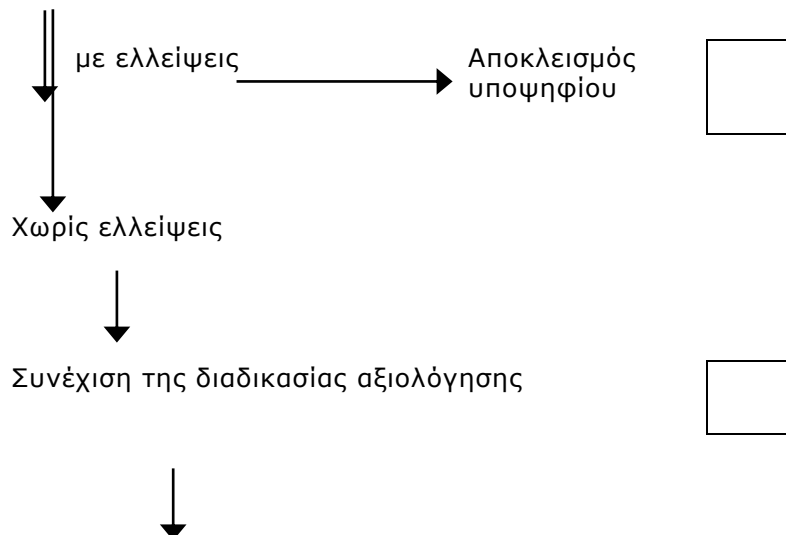 με ελλείψεις
Αποκλεισμός
υποψηφίου
Χωρίς ελλείψεις
Συνέχιση της διαδικασίας αξιολόγησης